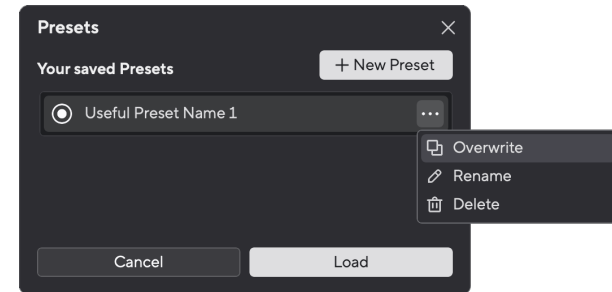 Presets
Your saved Presets
+ New Preset
Useful Preset Name 1
Overwrite
Rename
Delete
Cancel
Load